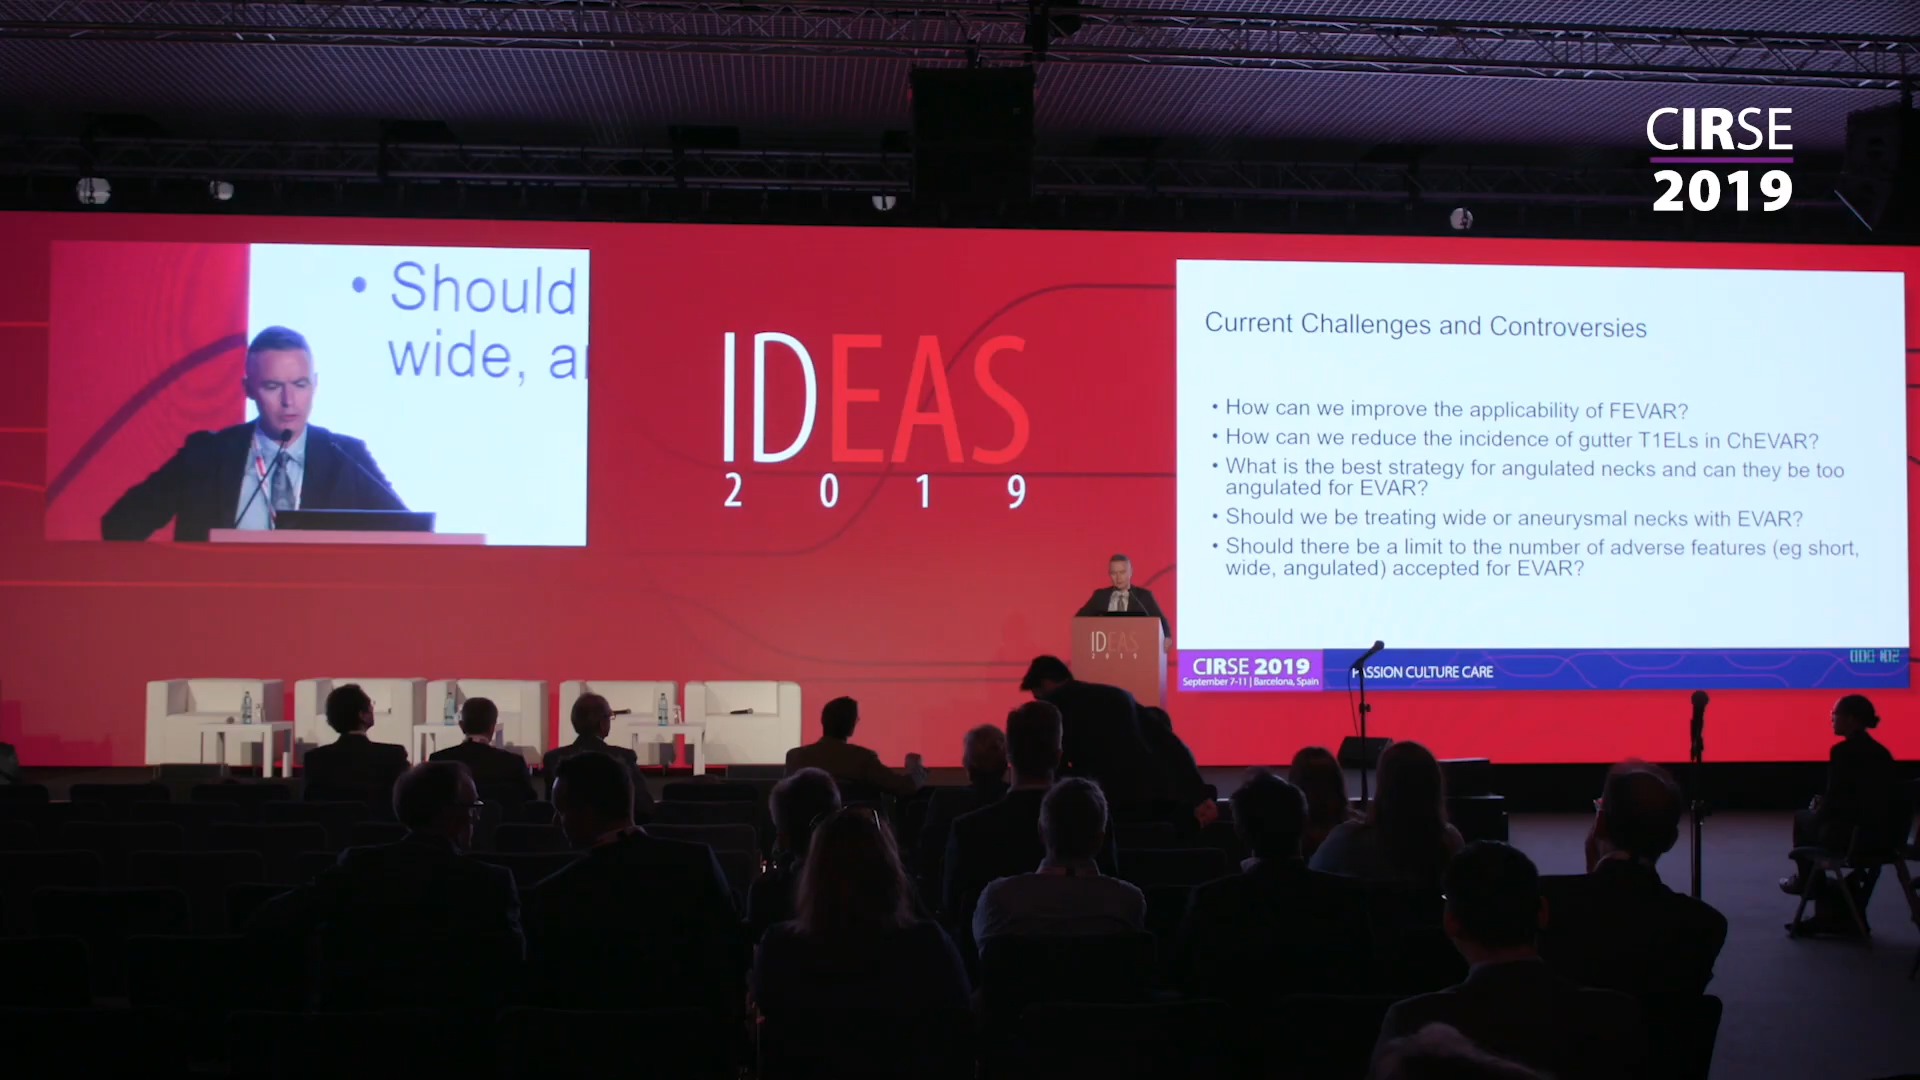 CIRSE
2019
• Should
wide, a
IDEAS
2 0 1 9
Current Challenges and Controversies
• How can we improve the applicability of FEVAR?
• How can we reduce the incidence of gutter T1ELs in ChEVAR?
• What is the best strategy for angulated necks and can they be too
angulated for EVAR?
• Should we be treating wide or aneurysmal necks with EVAR?
• Should there be a limit to the number of adverse features (eg short,
wide, angulated) accepted for EVAR?
IDEAS
2019
CIRSE 2019
September 7-11 | Barcelona, Spain
PASSION CULTURE CARE